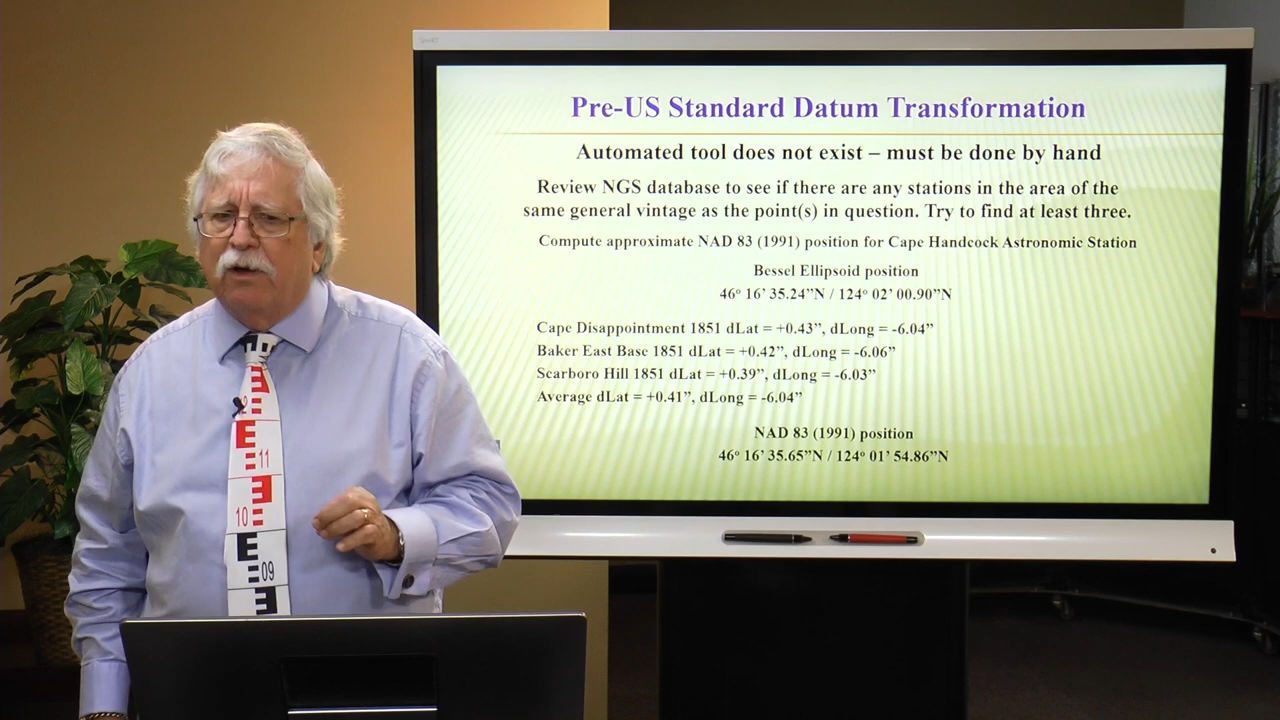 Pre-US Standard Datum Transformation
Automated tool does not exist – must be done by hand
Review NGS database to see if there are any stations in the area of the
same general vintage as the point(s) in question. Try to find at least three.
Compute approximate NAD 83 (1991) position for Cape Handcock Astronomic Station
Bessel Ellipsoid position
46º 16’ 35.24”N / 124º 02’ 00.90”N
Cape Disappointment 1851 dLat = +0.43”, dLong = -6.04”
Baker East Base 1851 dLat = +0.42”, dLong = -6.06”
Scarboro Hill 1851 dLat = +0.39”, dLong = -6.03”
Average dLat = +0.41”, dLong = -6.04”
NAD 83 (1991) position
46º 16’ 35.65”N / 124º 01’ 54.86”N
11
10
09